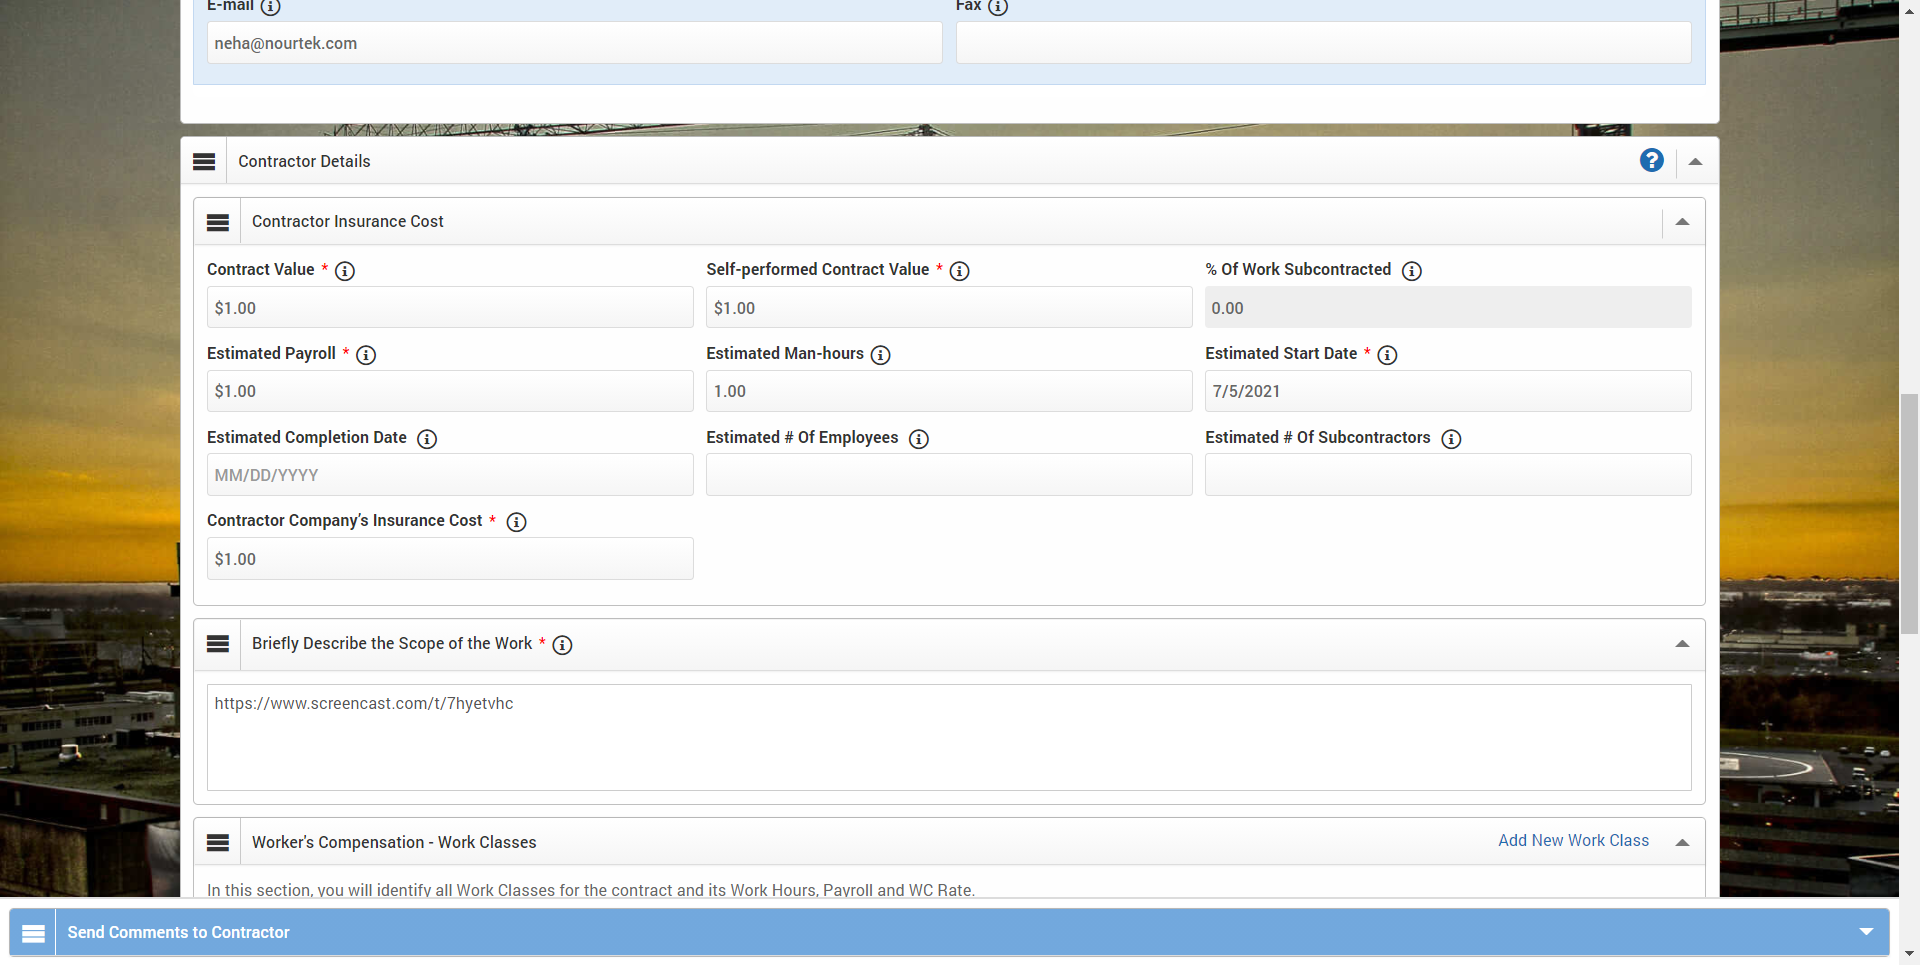 E-mail Fax
neha@nourtek.com
Contractor Details
Contractor Insurance Cost
Contract Value * Self-performed Contract Value * % Of Work Subcontracted
$1.00 $1.00 0.00
Estimated Payroll * Estimated Man-hours Estimated Start Date *
$1.00 1.00 7/5/2021
Estimated Completion Date Estimated # Of Employees Estimated # Of Subcontractors
MM/DD/YYYY
Contractor Company's Insurance Cost *
$1.00
Briefly Describe the Scope of the Work *
https://www.screencast.com/t/7hyetvhc
Worker's Compensation - Work Classes Add New Work Class
In this section, you will identify all Work Classes for the contract and its Work Hours, Payroll and WC Rate.
Send Comments to Contractor